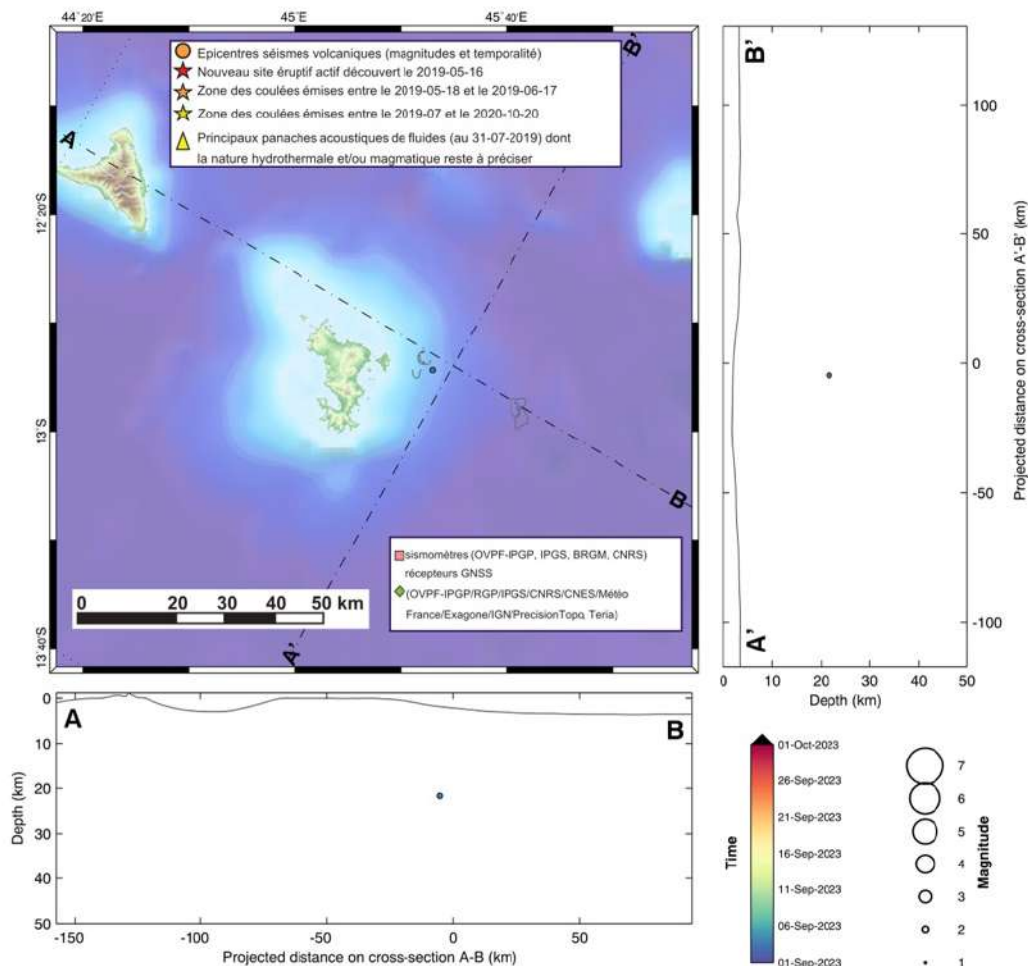 44˚20'E 45˚E 45˚40'E
Epicentres séismes volcaniques (magnitudes et temporalité)
Nouveau site éruptif actif découvert le 2019-05-16
Zone des coulées émises entre le 2019-05-18 et le 2019-06-17
Zone des coulées émises entre le 2019-07 et le 2020-10-20
Principaux panaches acoustiques de fluides (au 31-07-2019) dont
la nature hydrothermale et/ou magmatique reste à préciser
A
B'
B
A'
12˚20'S
13˚S
13˚40'S
sismomètres (OVPF-IPGP, IPGS, BRGM, CNRS)
récepteurs GNSS
(OVPF-IPGP/RGP/IPGS/CNRS/CNES/Météo
France/Exagone/IGN/PrecisionTopo, Teria)
0 20 30 50 km
B'
A'
100
50
0
-50
-100
Projected distance on cross-section A'-B' (km)
0 10 20 30 40 50
Depth (km)
A B
0
10
20
30
40
50
Depth (km)
-150 -100 -50 0 50
Projected distance on cross-section A-B (km)
Time
01-Oct-2023
26-Sep-2023
21-Sep-2023
16-Sep-2023
11-Sep-2023
06-Sep-2023
01-Sep-2023
7
6
5
4
3
2
1
Magnitude